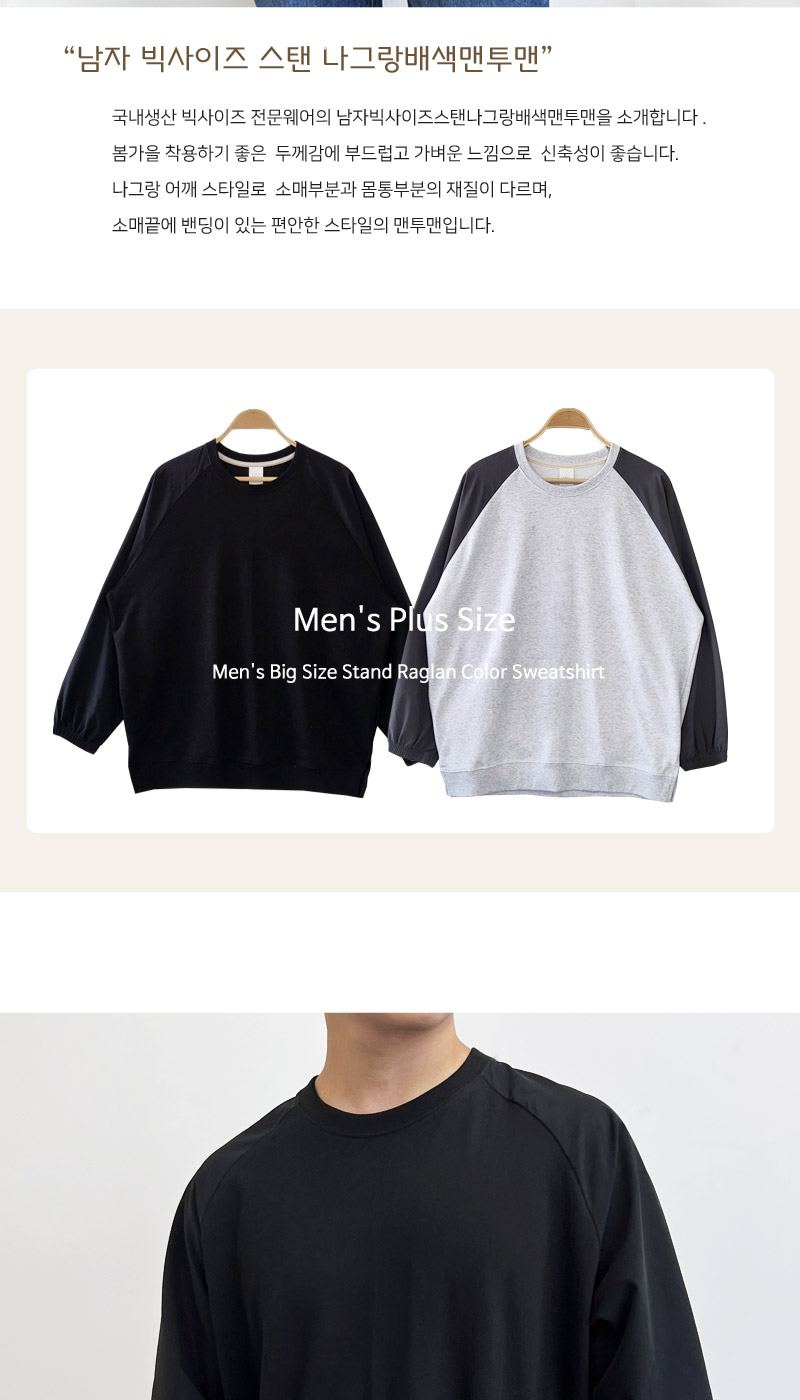 “남자 빅사이즈 스탠 나그랑배색맨투맨”
국내생산 빅사이즈 전문웨어의 남자빅사이즈스탠나그랑배색맨투맨을 소개합니다 .
봄가을 착용하기 좋은 두께감에 부드럽고 가벼운 느낌으로 신축성이 좋습니다.
나그랑 어깨 스타일로 소매부분과 몸통부분의 재질이 다르며,
소매끝에 밴딩이 있는 편안한 스타일의 맨투맨입니다.
Men's Plus Size
Men's Big Size Stand Raglan Color Sweatshirt